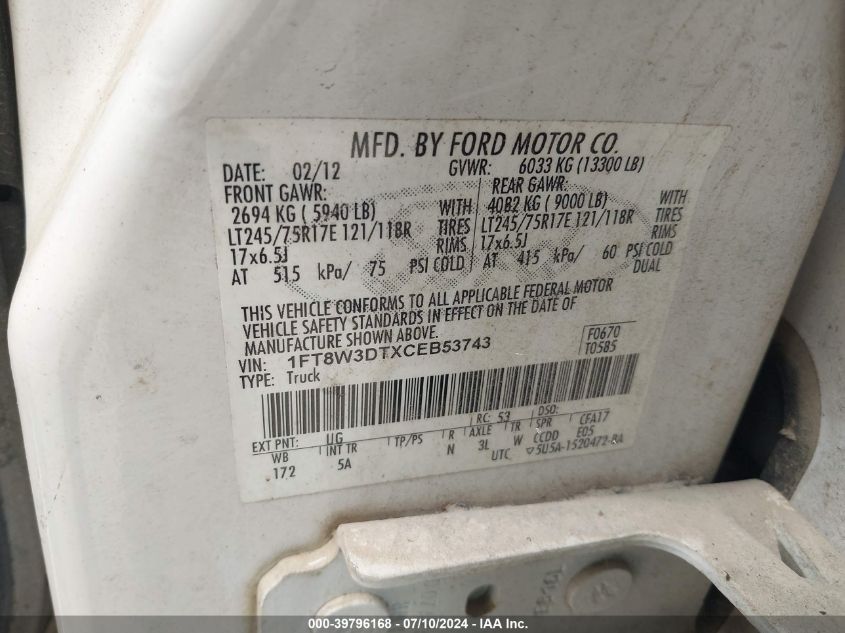 MFD. BY FORD MOTOR CO.
DATE: 02/12 GVWR: 6033 KG (13300 LB)
FRONT GAWR: REAR GAWR:
2694 KG ( 5940 LB) WITH 4082 KG ( 9000 LB) WITH
LT245/75R17E 121/118R TIRES LT245/75R17E 121/118R TIRES
17x6.5J RIMS 17x6.5J RIMS
AT 515 kPa/ 75 PSI COLD AT 415 kPa/ 60 PSI COLD
DUAL
THIS VEHICLE CONFORMS TO ALL APPLICABLE FEDERAL MOTOR
VEHICLE SAFETY STANDARDS IN EFFECT ON THE DATE OF
MANUFACTURE SHOWN ABOVE.
VIN: 1FT8W3DTXCEB53743 F0670
TYPE: Truck T0585
EXT PNT: UG RC: 53 DSO:
WB INT TR TP/PS R AXLE TR SPR CFA17
172 5A N 3L W CCDD E05
UTC ▽5U5A-1520472-BA
000-39796168 - 07/10/2024 - IAA Inc.